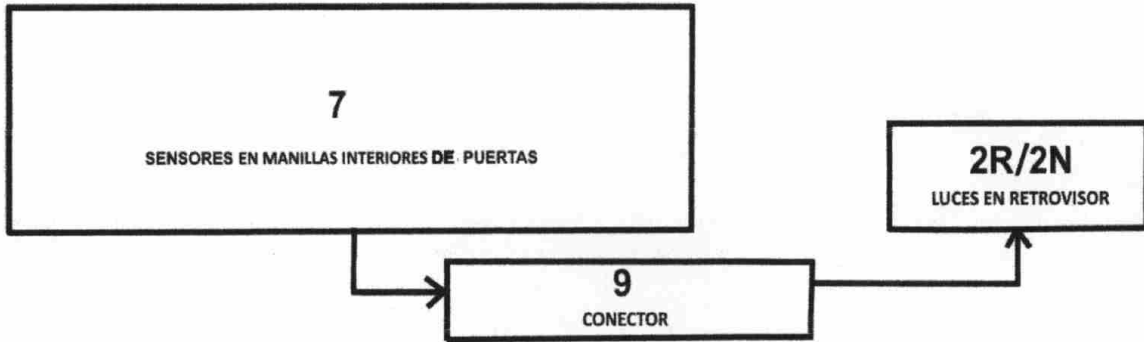 7
SENSORES EN MANILLAS INTERIORES DE PUERTAS
2R/2N
LUCES EN RETROVISOR
9
CONECTOR